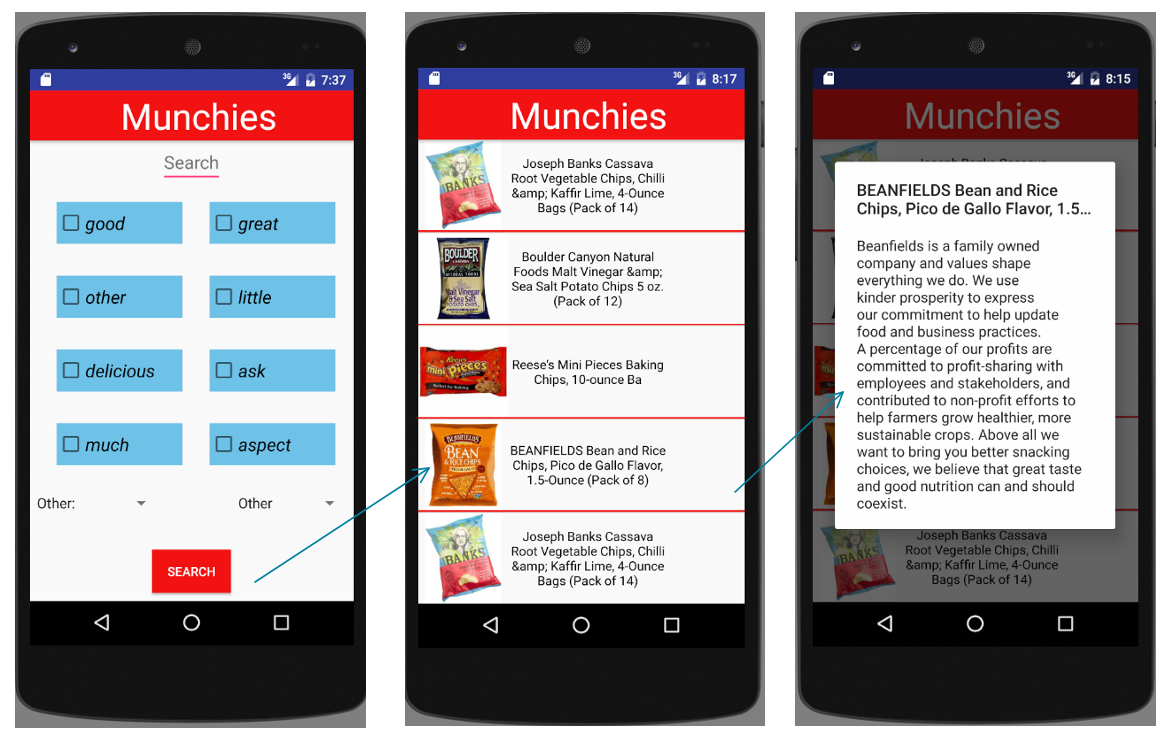 3G 7:37
Munchies
Search
good
great
other
little
delicious
ask
much
aspect
Other:
Other
SEARCH
3G 8:17
Munchies
BANKS
Joseph Banks Cassava
Root Vegetable Chips, Chilli
&amp; Kaffir Lime, 4-Ounce
Bags (Pack of 14)
BOULDER
CANYON
NATURAL FOODS
Malt Vinegar
& Sea Salt
POTATO CHIPS
Boulder Canyon Natural
Foods Malt Vinegar &amp;
Sea Salt Potato Chips 5 oz.
(Pack of 12)
Reese's
mini Pieces
Perfect for Baking
Reese's Mini Pieces Baking
Chips, 10-ounce Ba
BEANFIELDS
BEAN
& RICE CHIPS
PICO DE GALLO
BEANFIELDS Bean and Rice
Chips, Pico de Gallo Flavor,
1.5-Ounce (Pack of 8)
BANKS
Joseph Banks Cassava
Root Vegetable Chips, Chilli
&amp; Kaffir Lime, 4-Ounce
Bags (Pack of 14)
3G 8:15
Munchies
BEANFIELDS Bean and Rice
Chips, Pico de Gallo Flavor, 1.5...
Beanfields is a family owned
company and values shape
everything we do. We use
kinder prosperity to express
our commitment to help update
food and business practices.
A percentage of our profits are
committed to profit-sharing with
employees and stakeholders, and
contributed to non-profit efforts to
help farmers grow healthier, more
sustainable crops. Above all we
want to bring you better snacking
choices, we believe that great taste
and good nutrition can and should
coexist.
BANKS
Joseph Banks Cassava
Root Vegetable Chips, Chilli
&amp; Kaffir Lime, 4-Ounce
Bags (Pack of 14)